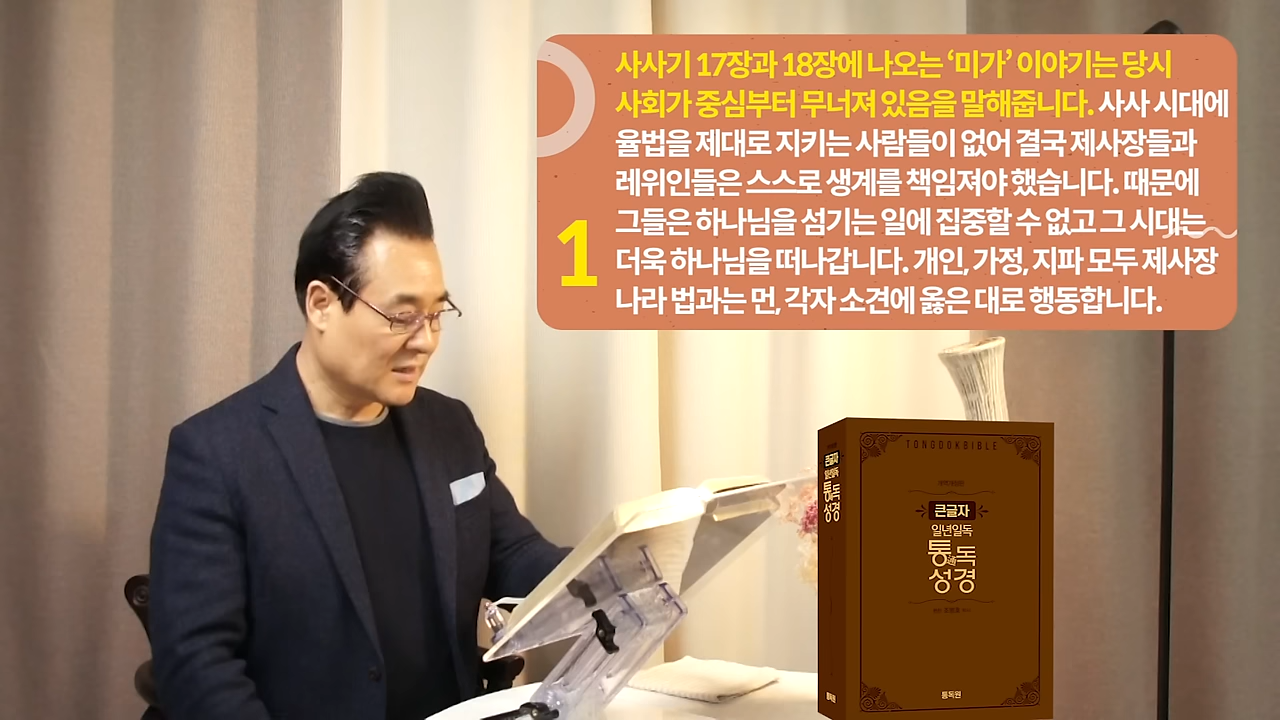 사사기 17장과 18장에 나오는 ‘미가’ 이야기는 당시
사회가 중심부터 무너져 있음을 말해줍니다. 사사 시대에
율법을 제대로 지키는 사람들이 없어 결국 제사장들과
레위인들은 스스로 생계를 책임져야 했습니다. 때문에
그들은 하나님을 섬기는 일에 집중할 수 없고 그 시대는
더욱 하나님을 떠나갑니다. 개인, 가정, 지파 모두 제사장
나라 법과는 먼, 각자 소견에 옳은 대로 행동합니다.
1
TONGDOKBIBLE
큰글자
일년일독
통독
성경
통독원
큰글자
일년일독
통독
성경
통독원